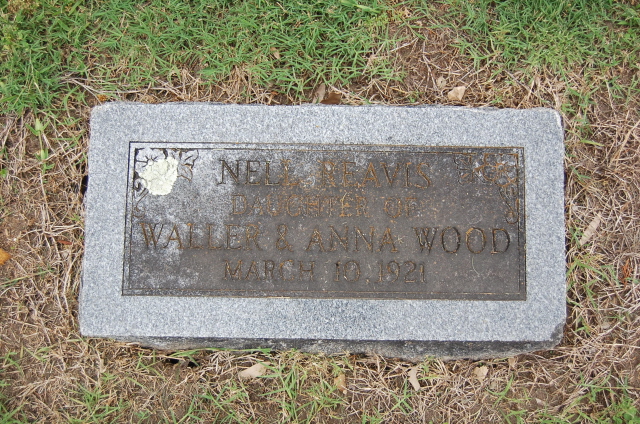 NELL REAVIS
DAUGHTER OF
WALLER & ANNA WOOD
MARCH 10, 1921